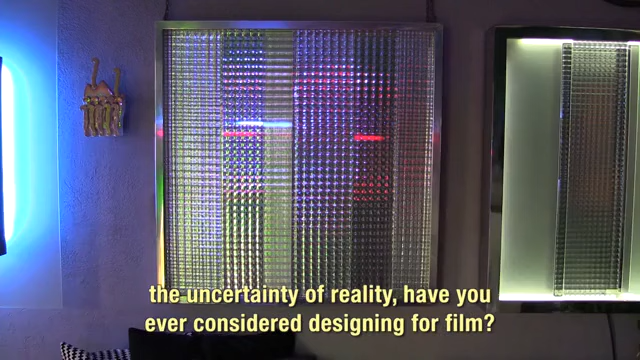 the uncertainty of reality, have you
ever considered designing for film?